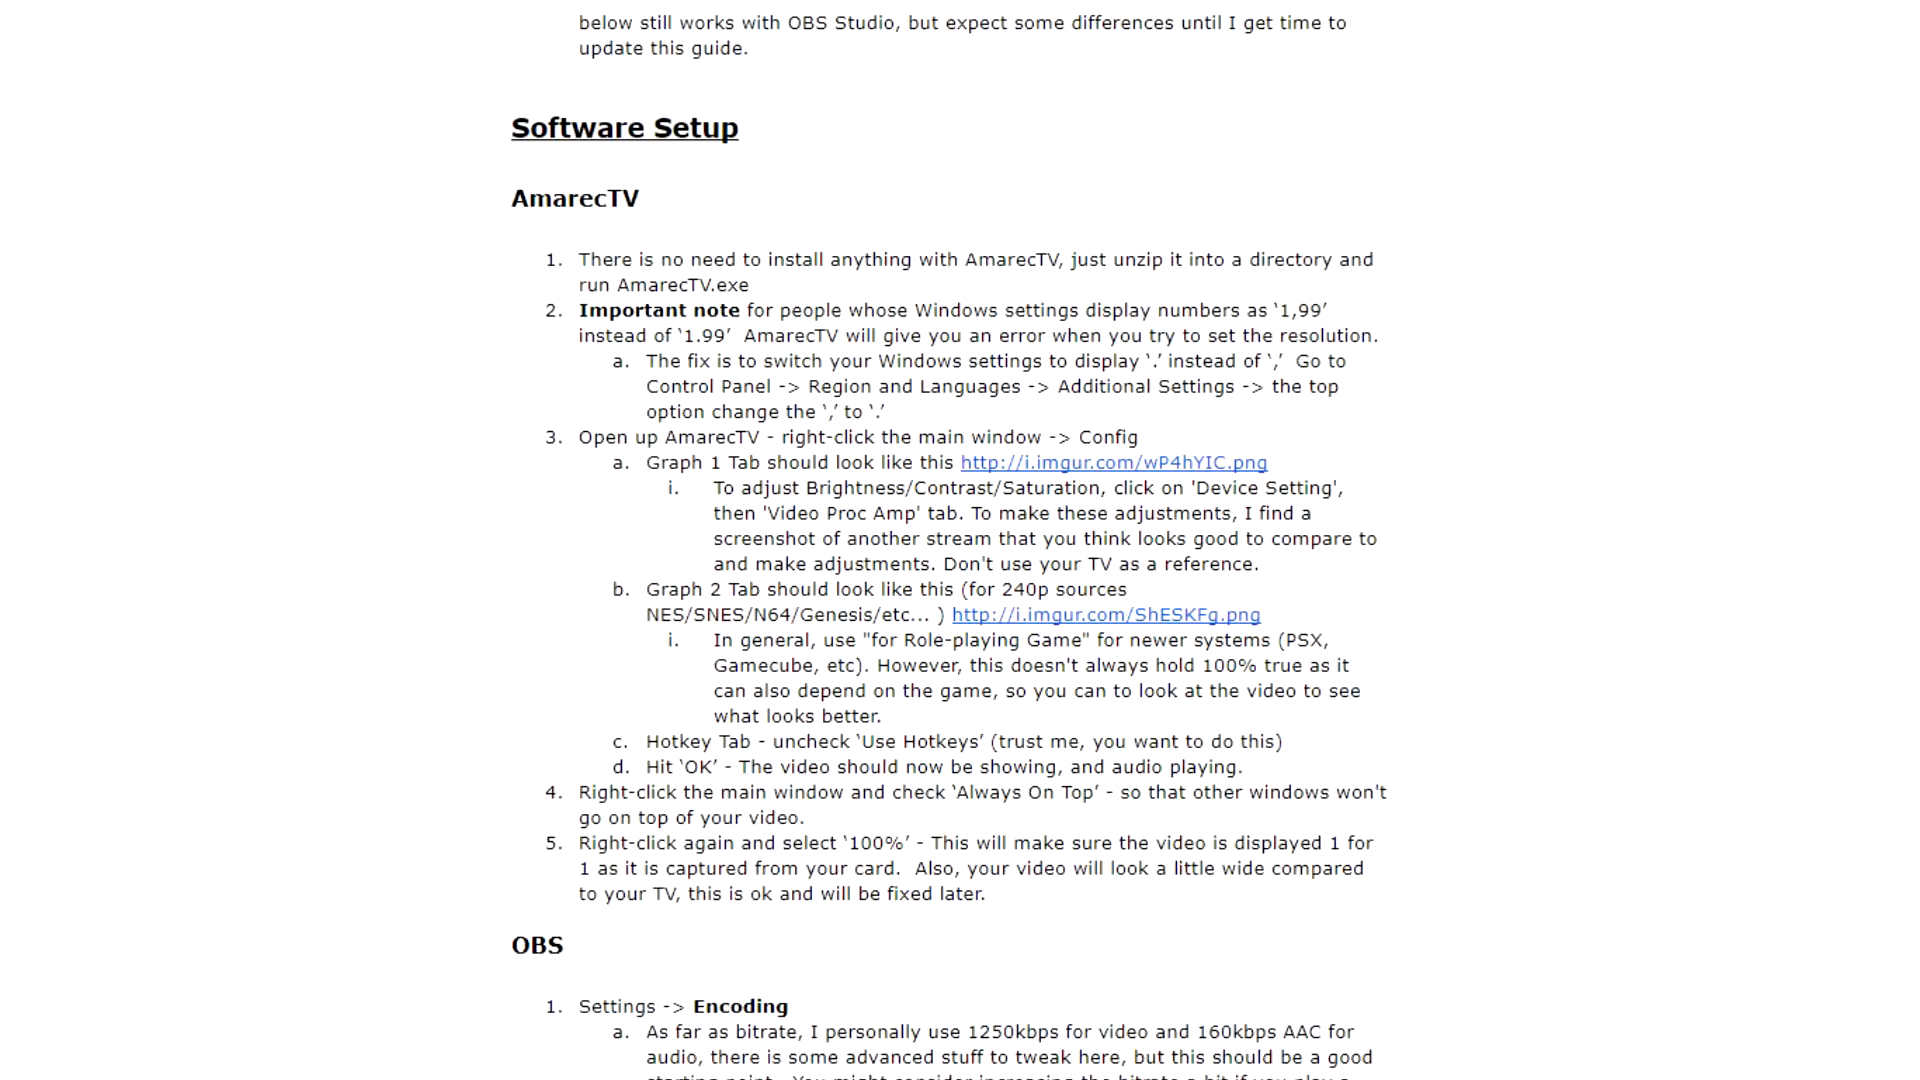 below still works with OBS Studio, but expect some differences until I get time to
update this guide.
Software Setup
AmarecTV
1. There is no need to install anything with AmarecTV, just unzip it into a directory and
run AmarecTV.exe
2. Important note for people whose Windows settings display numbers as ‘1,99’
instead of ‘1.99’  AmarecTV will give you an error when you try to set the resolution.
a. The fix is to switch your Windows settings to display ‘.’ instead of ‘,’  Go to
Control Panel -> Region and Languages -> Additional Settings -> the top
option change the ‘,’ to ‘.’
3. Open up AmarecTV - right-click the main window -> Config
a. Graph 1 Tab should look like this http://i.imgur.com/wP4hYIC.png
i. To adjust Brightness/Contrast/Saturation, click on 'Device Setting',
then 'Video Proc Amp' tab. To make these adjustments, I find a
screenshot of another stream that you think looks good to compare to
and make adjustments. Don't use your TV as a reference.
b. Graph 2 Tab should look like this (for 240p sources
NES/SNES/N64/Genesis/etc... ) http://i.imgur.com/ShESKFg.png
i. In general, use "for Role-playing Game" for newer systems (PSX,
Gamecube, etc). However, this doesn't always hold 100% true as it
can also depend on the game, so you can to look at the video to see
what looks better.
c. Hotkey Tab - uncheck ‘Use Hotkeys’ (trust me, you want to do this)
d. Hit ‘OK’ - The video should now be showing, and audio playing.
4. Right-click the main window and check ‘Always On Top’ - so that other windows won't
go on top of your video.
5. Right-click again and select ‘100%’ - This will make sure the video is displayed 1 for
1 as it is captured from your card.  Also, your video will look a little wide compared
to your TV, this is ok and will be fixed later.
OBS
1. Settings -> Encoding
a. As far as bitrate, I personally use 1250kbps for video and 160kbps AAC for
audio, there is some advanced stuff to tweak here, but this should be a good